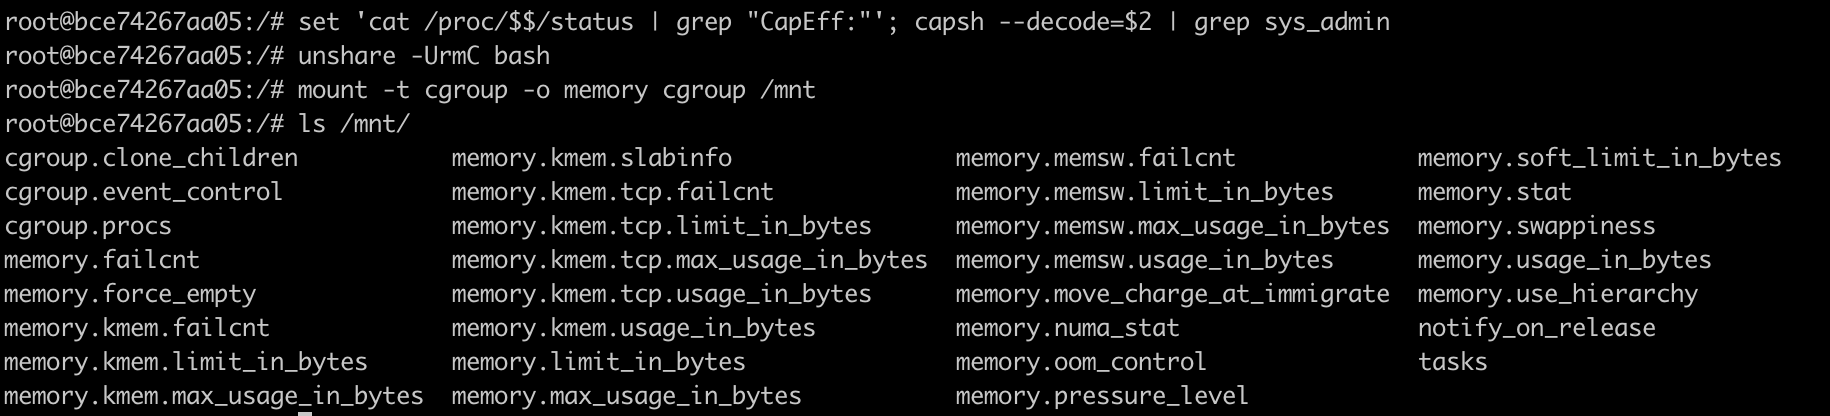 root@bce74267aa05:/# set 'cat /proc/$$/status | grep "CapEff:"'; capsh --decode=$2 | grep sys_admin
root@bce74267aa05:/# unshare -UrmC bash
root@bce74267aa05:/# mount -t cgroup -o memory cgroup /mnt
root@bce74267aa05:/# ls /mnt/
cgroup.clone_children memory.kmem.slabinfo memory.memsw.failcnt memory.soft_limit_in_bytes
cgroup.event_control memory.kmem.tcp.failcnt memory.memsw.limit_in_bytes memory.stat
cgroup.procs memory.kmem.tcp.limit_in_bytes memory.memsw.max_usage_in_bytes memory.swappiness
memory.failcnt memory.kmem.tcp.max_usage_in_bytes memory.memsw.usage_in_bytes memory.usage_in_bytes
memory.force_empty memory.kmem.tcp.usage_in_bytes memory.move_charge_at_immigrate memory.use_hierarchy
memory.kmem.failcnt memory.kmem.usage_in_bytes memory.numa_stat notify_on_release
memory.kmem.limit_in_bytes memory.limit_in_bytes memory.oom_control tasks
memory.kmem.max_usage_in_bytes memory.max_usage_in_bytes memory.pressure_level